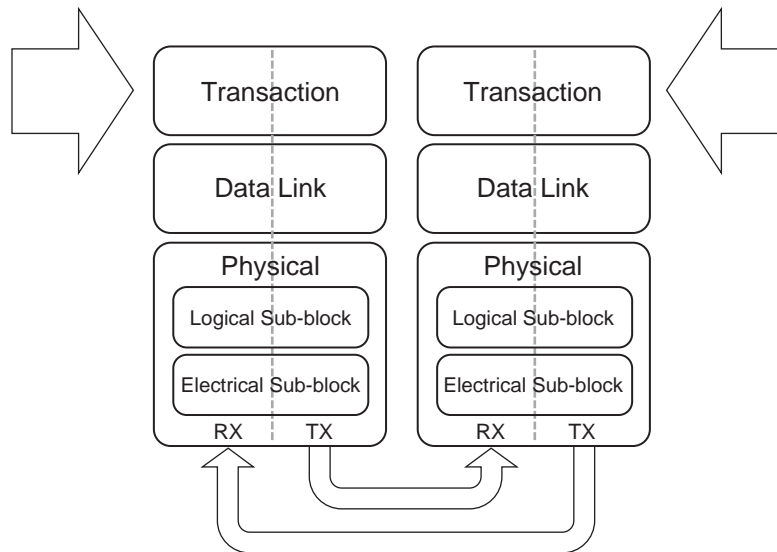 Transaction
Transaction
Data Link
Data Link
Physical
Physical
Logical Sub-block
Logical Sub-block
Electrical Sub-block
Electrical Sub-block
RX TX
RX TX